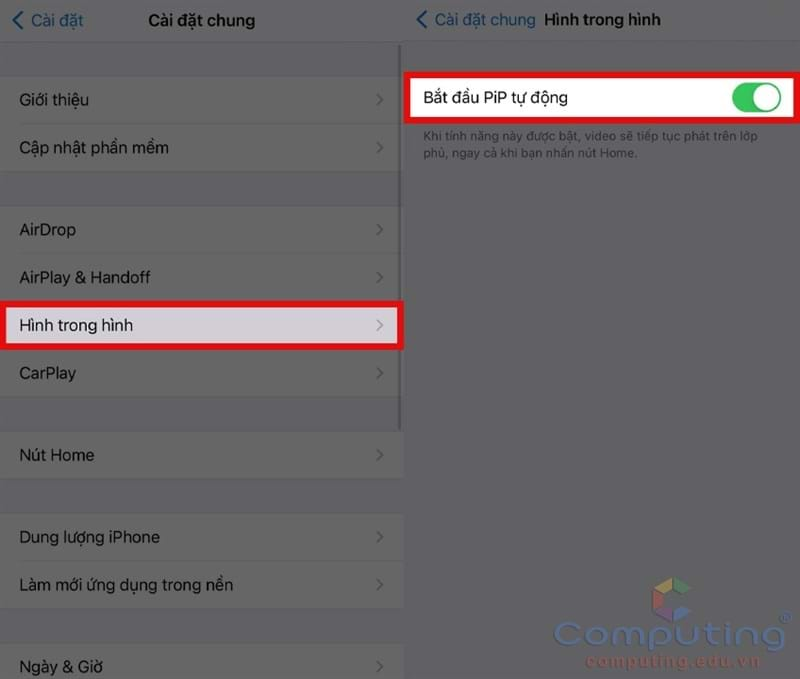 Cài đặt
Cài đặt chung
Giới thiệu
Cập nhật phần mềm
AirDrop
AirPlay & Handoff
Hình trong hình
CarPlay
Nút Home
Dung lượng iPhone
Làm mới ứng dụng trong nền
Ngày & Giờ
Cài đặt chung
Hình trong hình
Bắt đầu PiP tự động
Khi tính năng này được bật, video sẽ tiếp tục phát trên lớp
phủ, ngay cả khi bạn nhấn nút Home.
Computing®
computing.edu.vn